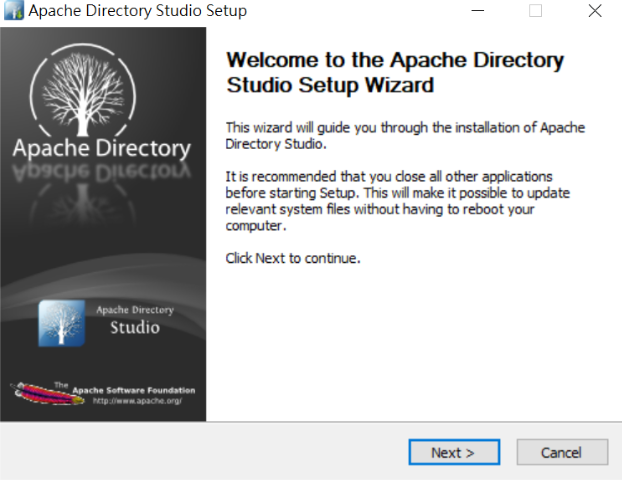 Apache Directory Studio Setup
Apache Directory
Welcome to the Apache Directory
Studio Setup Wizard
This wizard will guide you through the installation of Apache
Directory Studio.
It is recommended that you close all other applications
before starting Setup. This will make it possible to update
relevant system files without having to reboot your
computer.
Click Next to continue.
Apache Directory
Studio
The Apache Software Foundation
http://www.apache.org/
Next >
Cancel